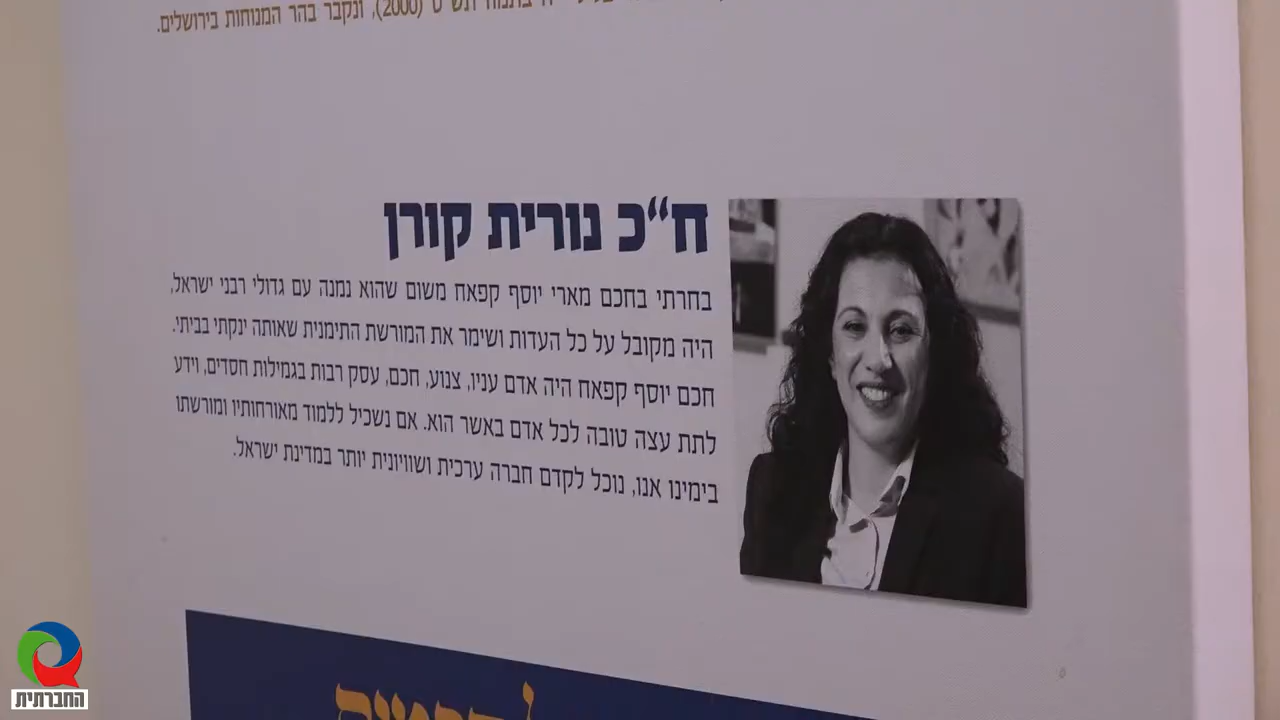 (2000), ונקבר בהר המנוחות בירושלים.
ח"כ נורית קורן
בחרתי בחכם מארי יוסף קפאח משום שהוא נמנה עם גדולי רבני ישראל,
היה מקובל על כל העדות ושימר את המורשת התימנית שאותה ינקתי בביתי.
חכם יוסף קפאח היה אדם עניו, צנוע, חכם, עסק רבות בגמילות חסדים, וידע
לתת עצה טובה לכל אדם באשר הוא. אם נשכיל ללמוד מאורחותיו ומורשתו
בימינו אנו, נוכל לקדם חברה ערכית ושוויונית יותר במדינת ישראל.
החברתית